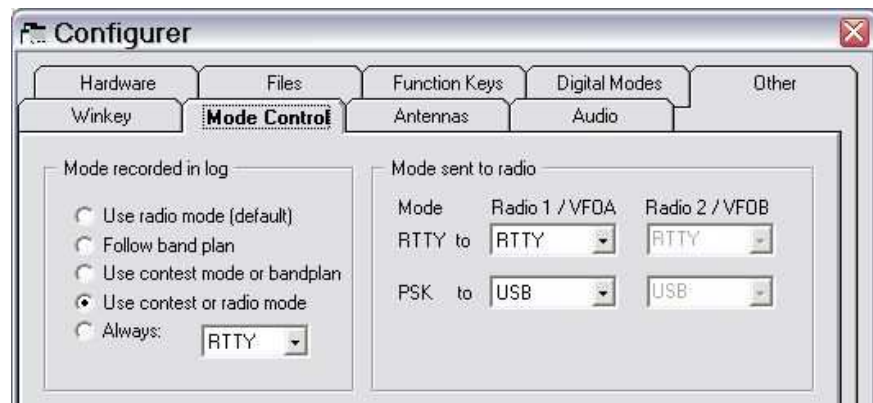 Configurer
Hardware Files Function Keys Digital Modes Other
Winkey Mode Control Antennas Audio
Mode recorded in log
Use radio mode (default)
Follow band plan
Use contest mode or bandplan
Use contest or radio mode
Always: RTTY
Mode sent to radio
Mode Radio 1 / VFOA Radio 2 / VFOB
RTTY to RTTY RTTY
PSK to USB USB